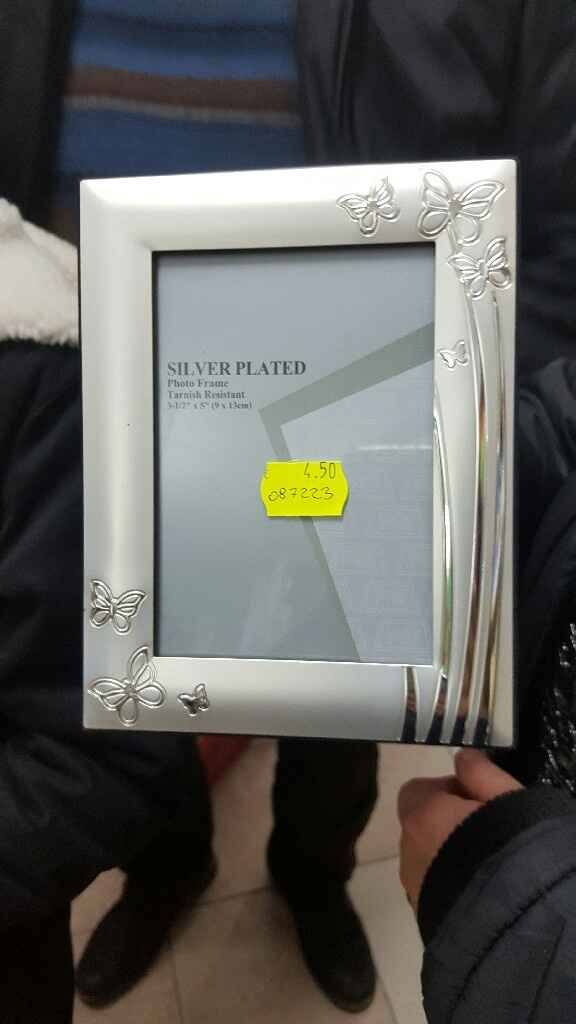 SILVER PLATED
Photo Frame
Tarnish Resistant
3-1/2" x 5" (9 x 13cm)
4.50
087223